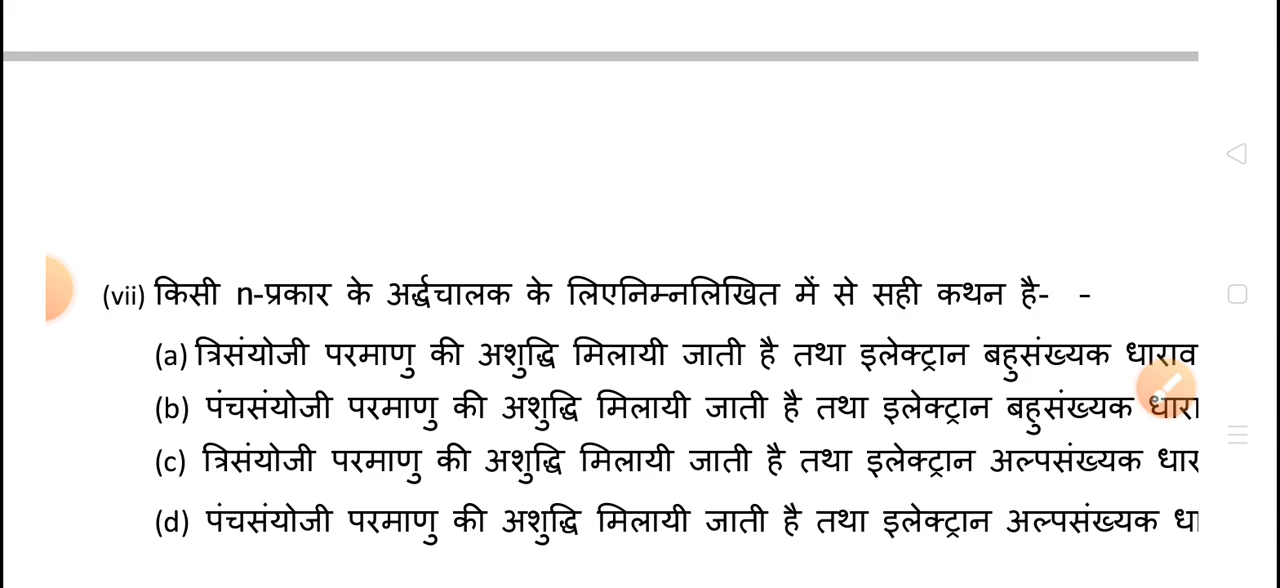 (vii) किसी n-प्रकार के अर्द्धचालक के लिएनिम्नलिखित में से सही कथन है- -
(a) त्रिसंयोजी परमाणु की अशुद्धि मिलायी जाती है तथा इलेक्ट्रान बहुसंख्यक धाराव
(b) पंचसंयोजी परमाणु की अशुद्धि मिलायी जाती है तथा इलेक्ट्रान बहुसंख्यक धारा
(c) त्रिसंयोजी परमाणु की अशुद्धि मिलायी जाती है तथा इलेक्ट्रान अल्पसंख्यक धार
(d) पंचसंयोजी परमाणु की अशुद्धि मिलायी जाती है तथा इलेक्ट्रान अल्पसंख्यक धा